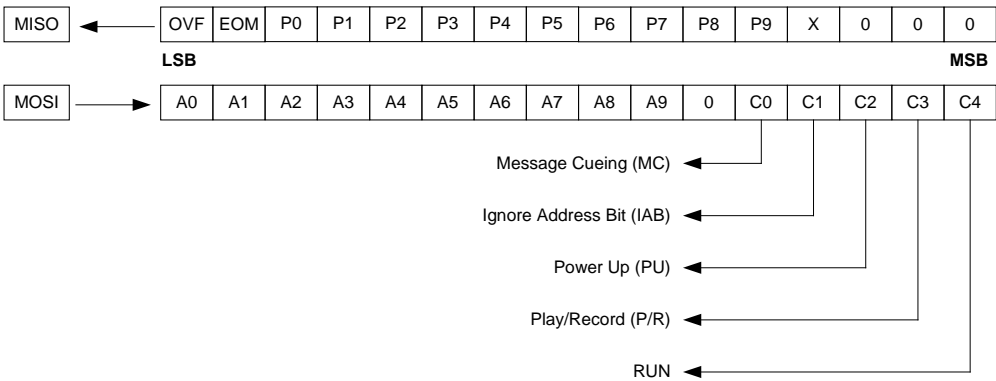 MISO OVF EOM P0 P1 P2 P3 P4 P5 P6 P7 P8 P9 X 0 0 0
LSB MSB
MOSI A0 A1 A2 A3 A4 A5 A6 A7 A8 A9 0 C0 C1 C2 C3 C4
Message Cueing (MC)
Ignore Address Bit (IAB)
Power Up (PU)
Play/Record (P/R)
RUN